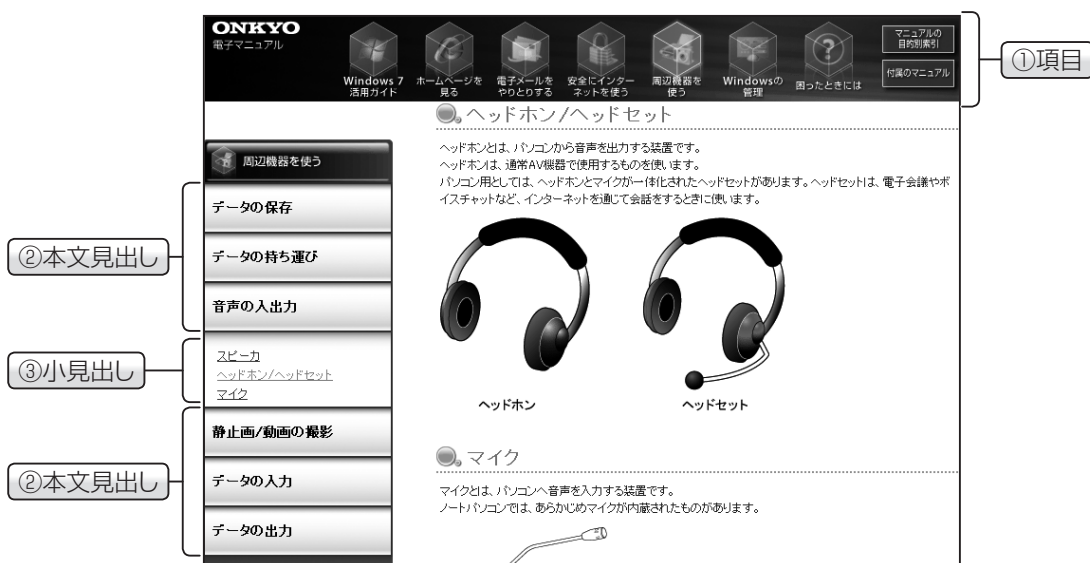 ONKYO
電子マニュアル
Windows 7
活用ガイド
ホームページを
見る
電子メールを
やりとりする
安全にインター
ネットを使う
周辺機器を
使う
Windowsの
管理
困ったときには
マニュアルの
目的別索引
付属のマニュアル
①項目
周辺機器を使う
②本文見出し
データの保存
データの持ち運び
音声の入出力
③小見出し
スピーカ
ヘッドホン/ヘッドセット
マイク
②本文見出し
静止画/動画の撮影
データの入力
データの出力
ヘッドホン/ヘッドセット
ヘッドホンとは、パソコンから音声を出力する装置です。
ヘッドホンは、通常AV機器で使用するものを使います。
パソコン用としては、ヘッドホンとマイクが一体化されたヘッドセットがあります。ヘッドセットは、電子会議やボ
イスチャットなど、インターネットを通じて会話をするときに使います。
ヘッドホン
ヘッドセット
マイク
マイクとは、パソコンへ音声を入力する装置です。
ノートパソコンでは、あらかじめマイクが内蔵されたものがあります。